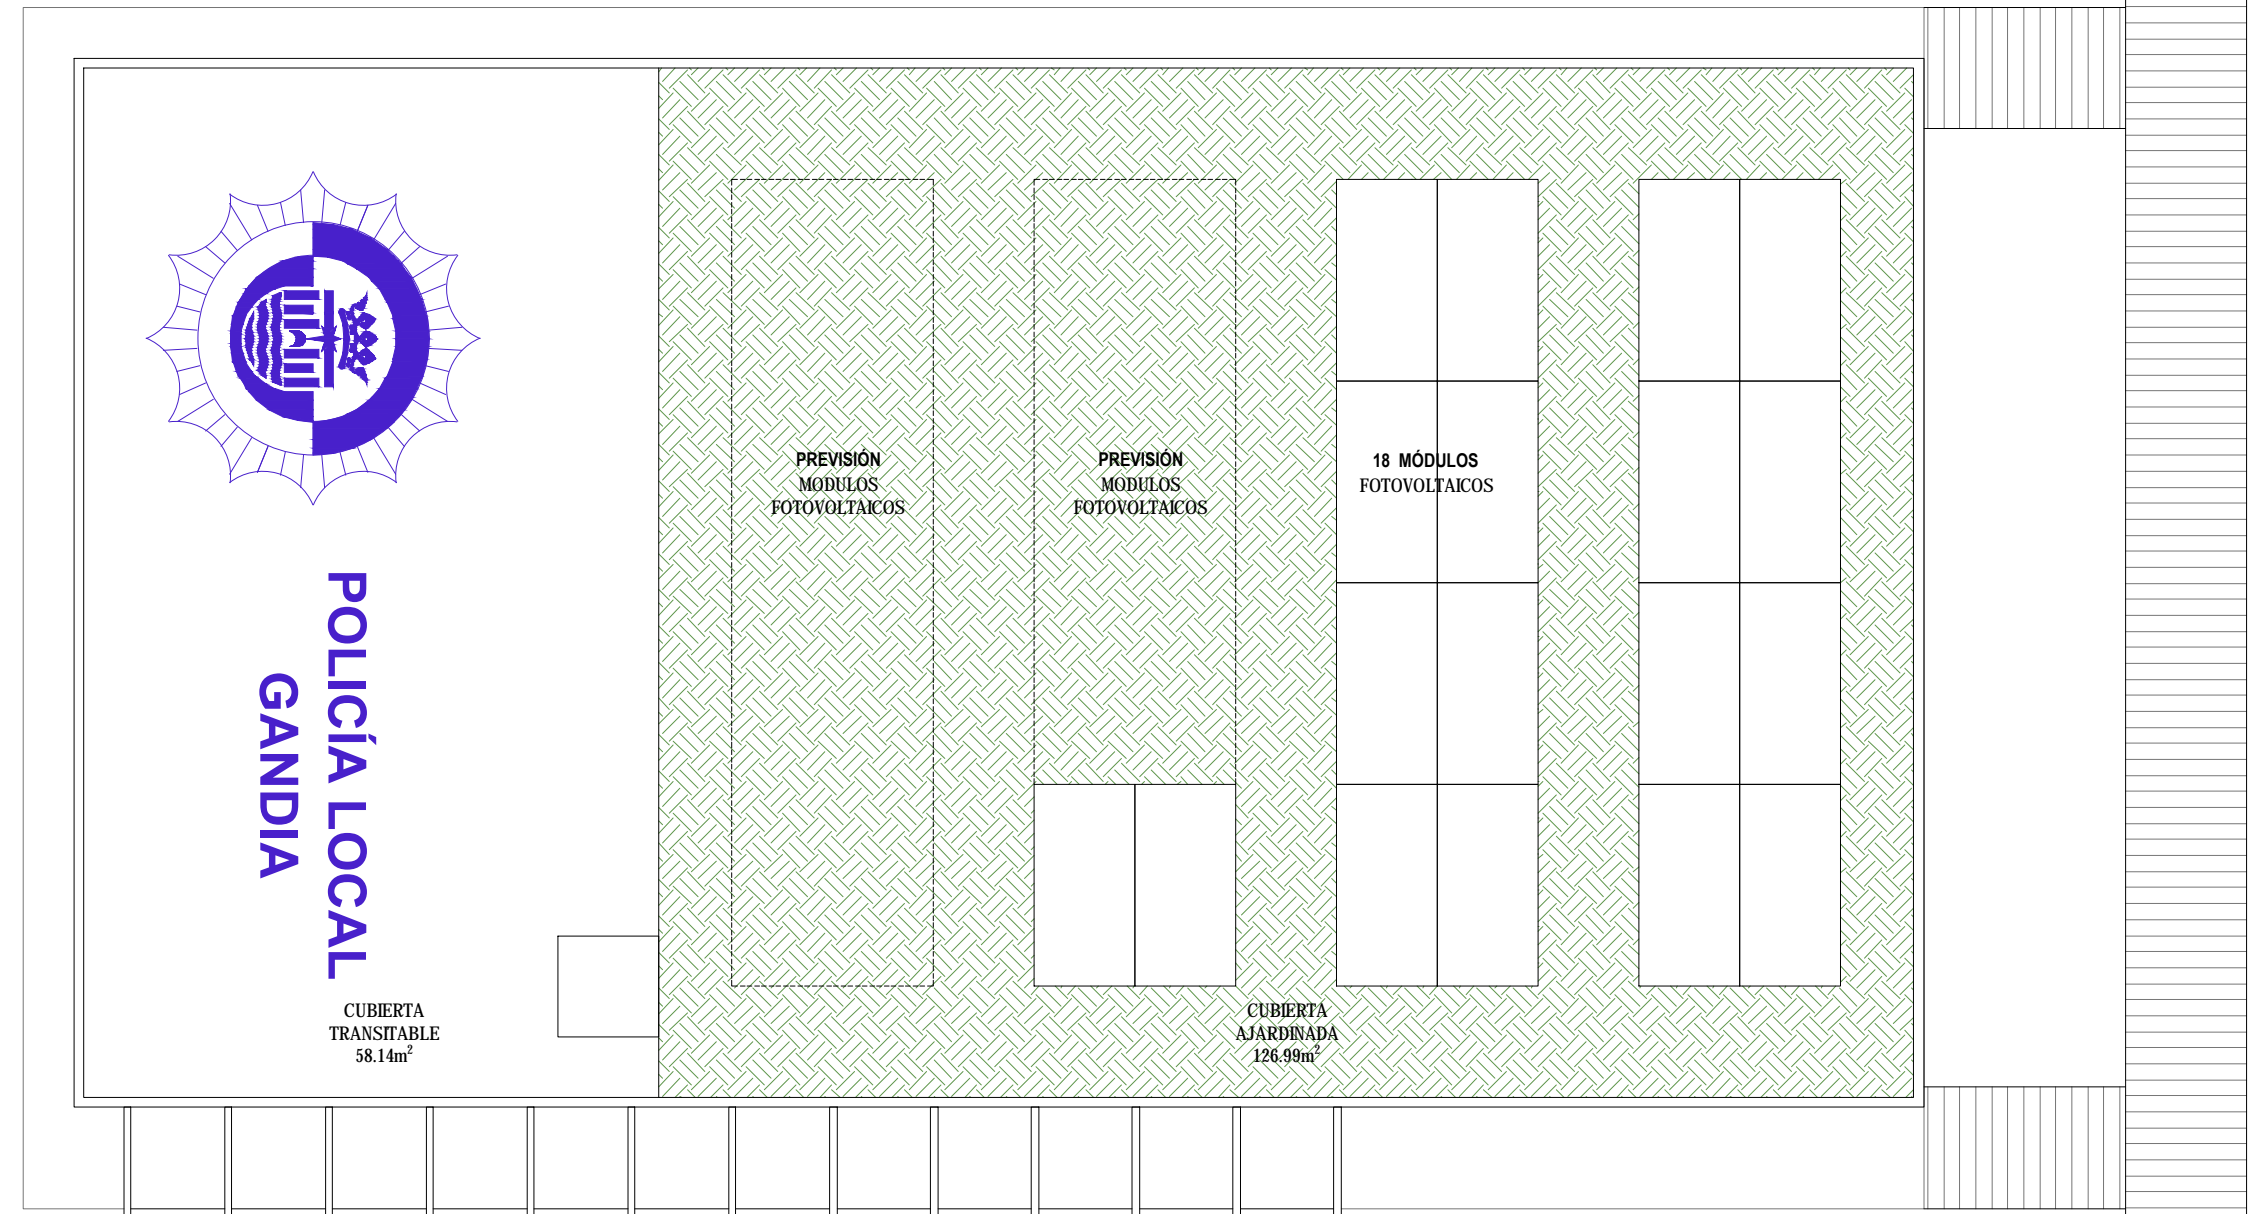 PREVISIÓN
MODULOS
FOTOVOLTAICOS
PREVISIÓN
MODULOS
FOTOVOLTAICOS
18 MÓDULOS
FOTOVOLTAICOS
POLICÍA LOCAL
GANDIA
CUBIERTA
TRANSITABLE
58.14m²
CUBIERTA
AJARDINADA
126.99m²